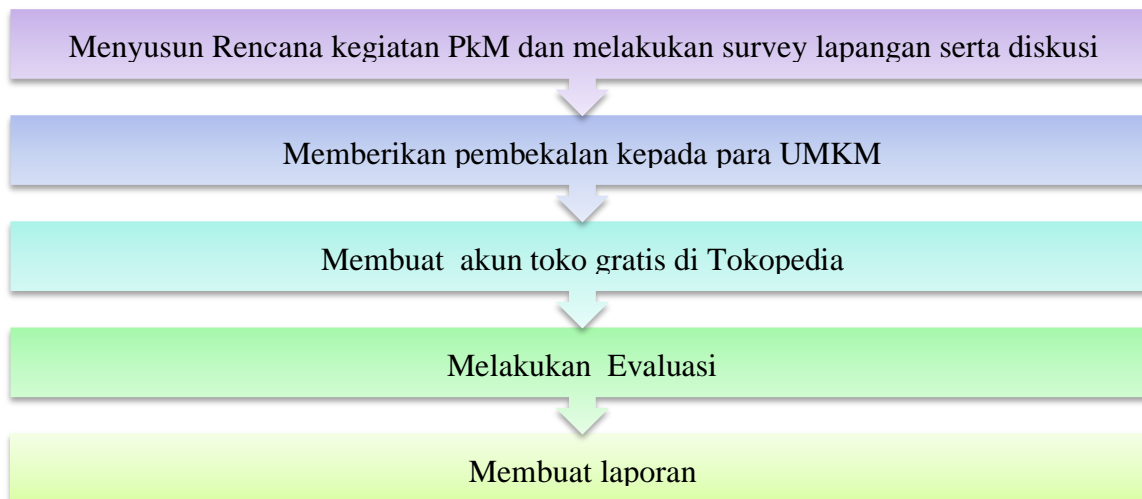 Menyusun Rencana kegiatan PkM dan melakukan survey lapangan serta diskusi
Memberikan pembekalan kepada para UMKM
Membuat  akun toko gratis di Tokopedia
Melakukan  Evaluasi
Membuat laporan